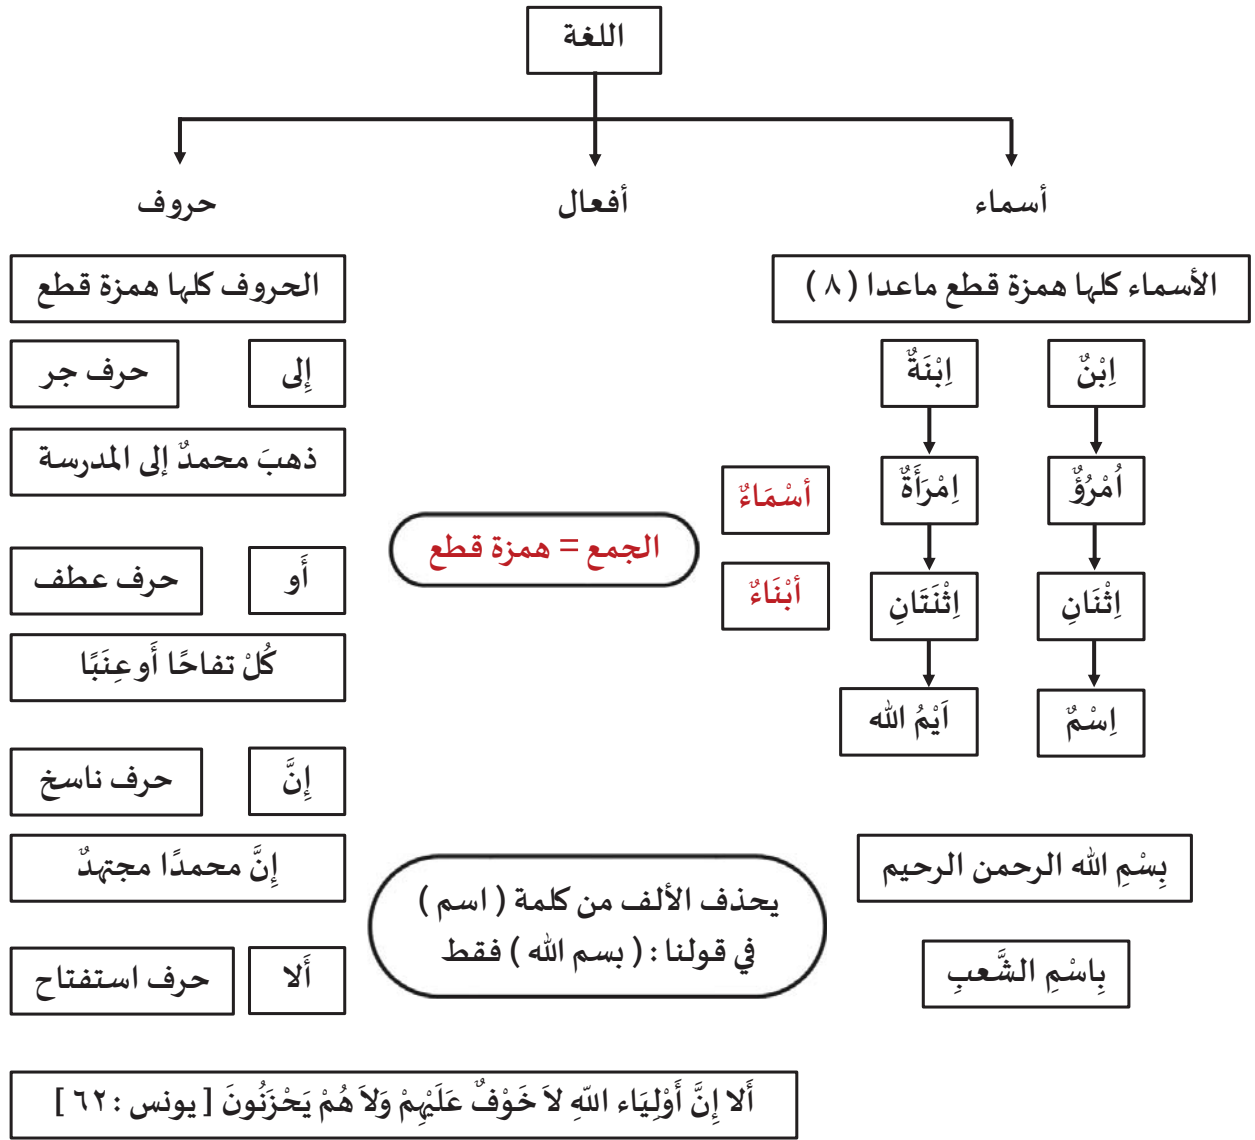 اللغة
أسماء
أفعال
حروف
الأسماء كلها همزة قطع ماعدا ( ٨ )
الحروف كلها همزة قطع
اِبْنٌ
اِبْنَةٌ
إِلى
حرف جر
ذهبَ محمدٌ إلى المدرسة
اُمْرُؤٌ
اِمْرَأَةٌ
أسْمَاءٌ
الجمع = همزة قطع
أَو
حرف عطف
اِثْنَانِ
اِثْنَتَانِ
أبْنَاءٌ
كُلْ تفاحًا أَو عِنَبًا
اِسْمٌ
اَيْمُ الله
إِنَّ
حرف ناسخ
بِسْمِ الله الرحمن الرحيم
إِنَّ محمدًا مجتهدٌ
يحذف الألف من كلمة ( اسم )
في قولنا : ( بسم الله ) فقط
بِاسْمِ الشَّعبِ
أَلا
حرف استفتاح
أَلا إِنَّ أَوْلِيَاء اللّهِ لاَ خَوْفٌ عَلَيْهِمْ وَلاَ هُمْ يَحْزَنُونَ [ يونس : ٦٢ ]